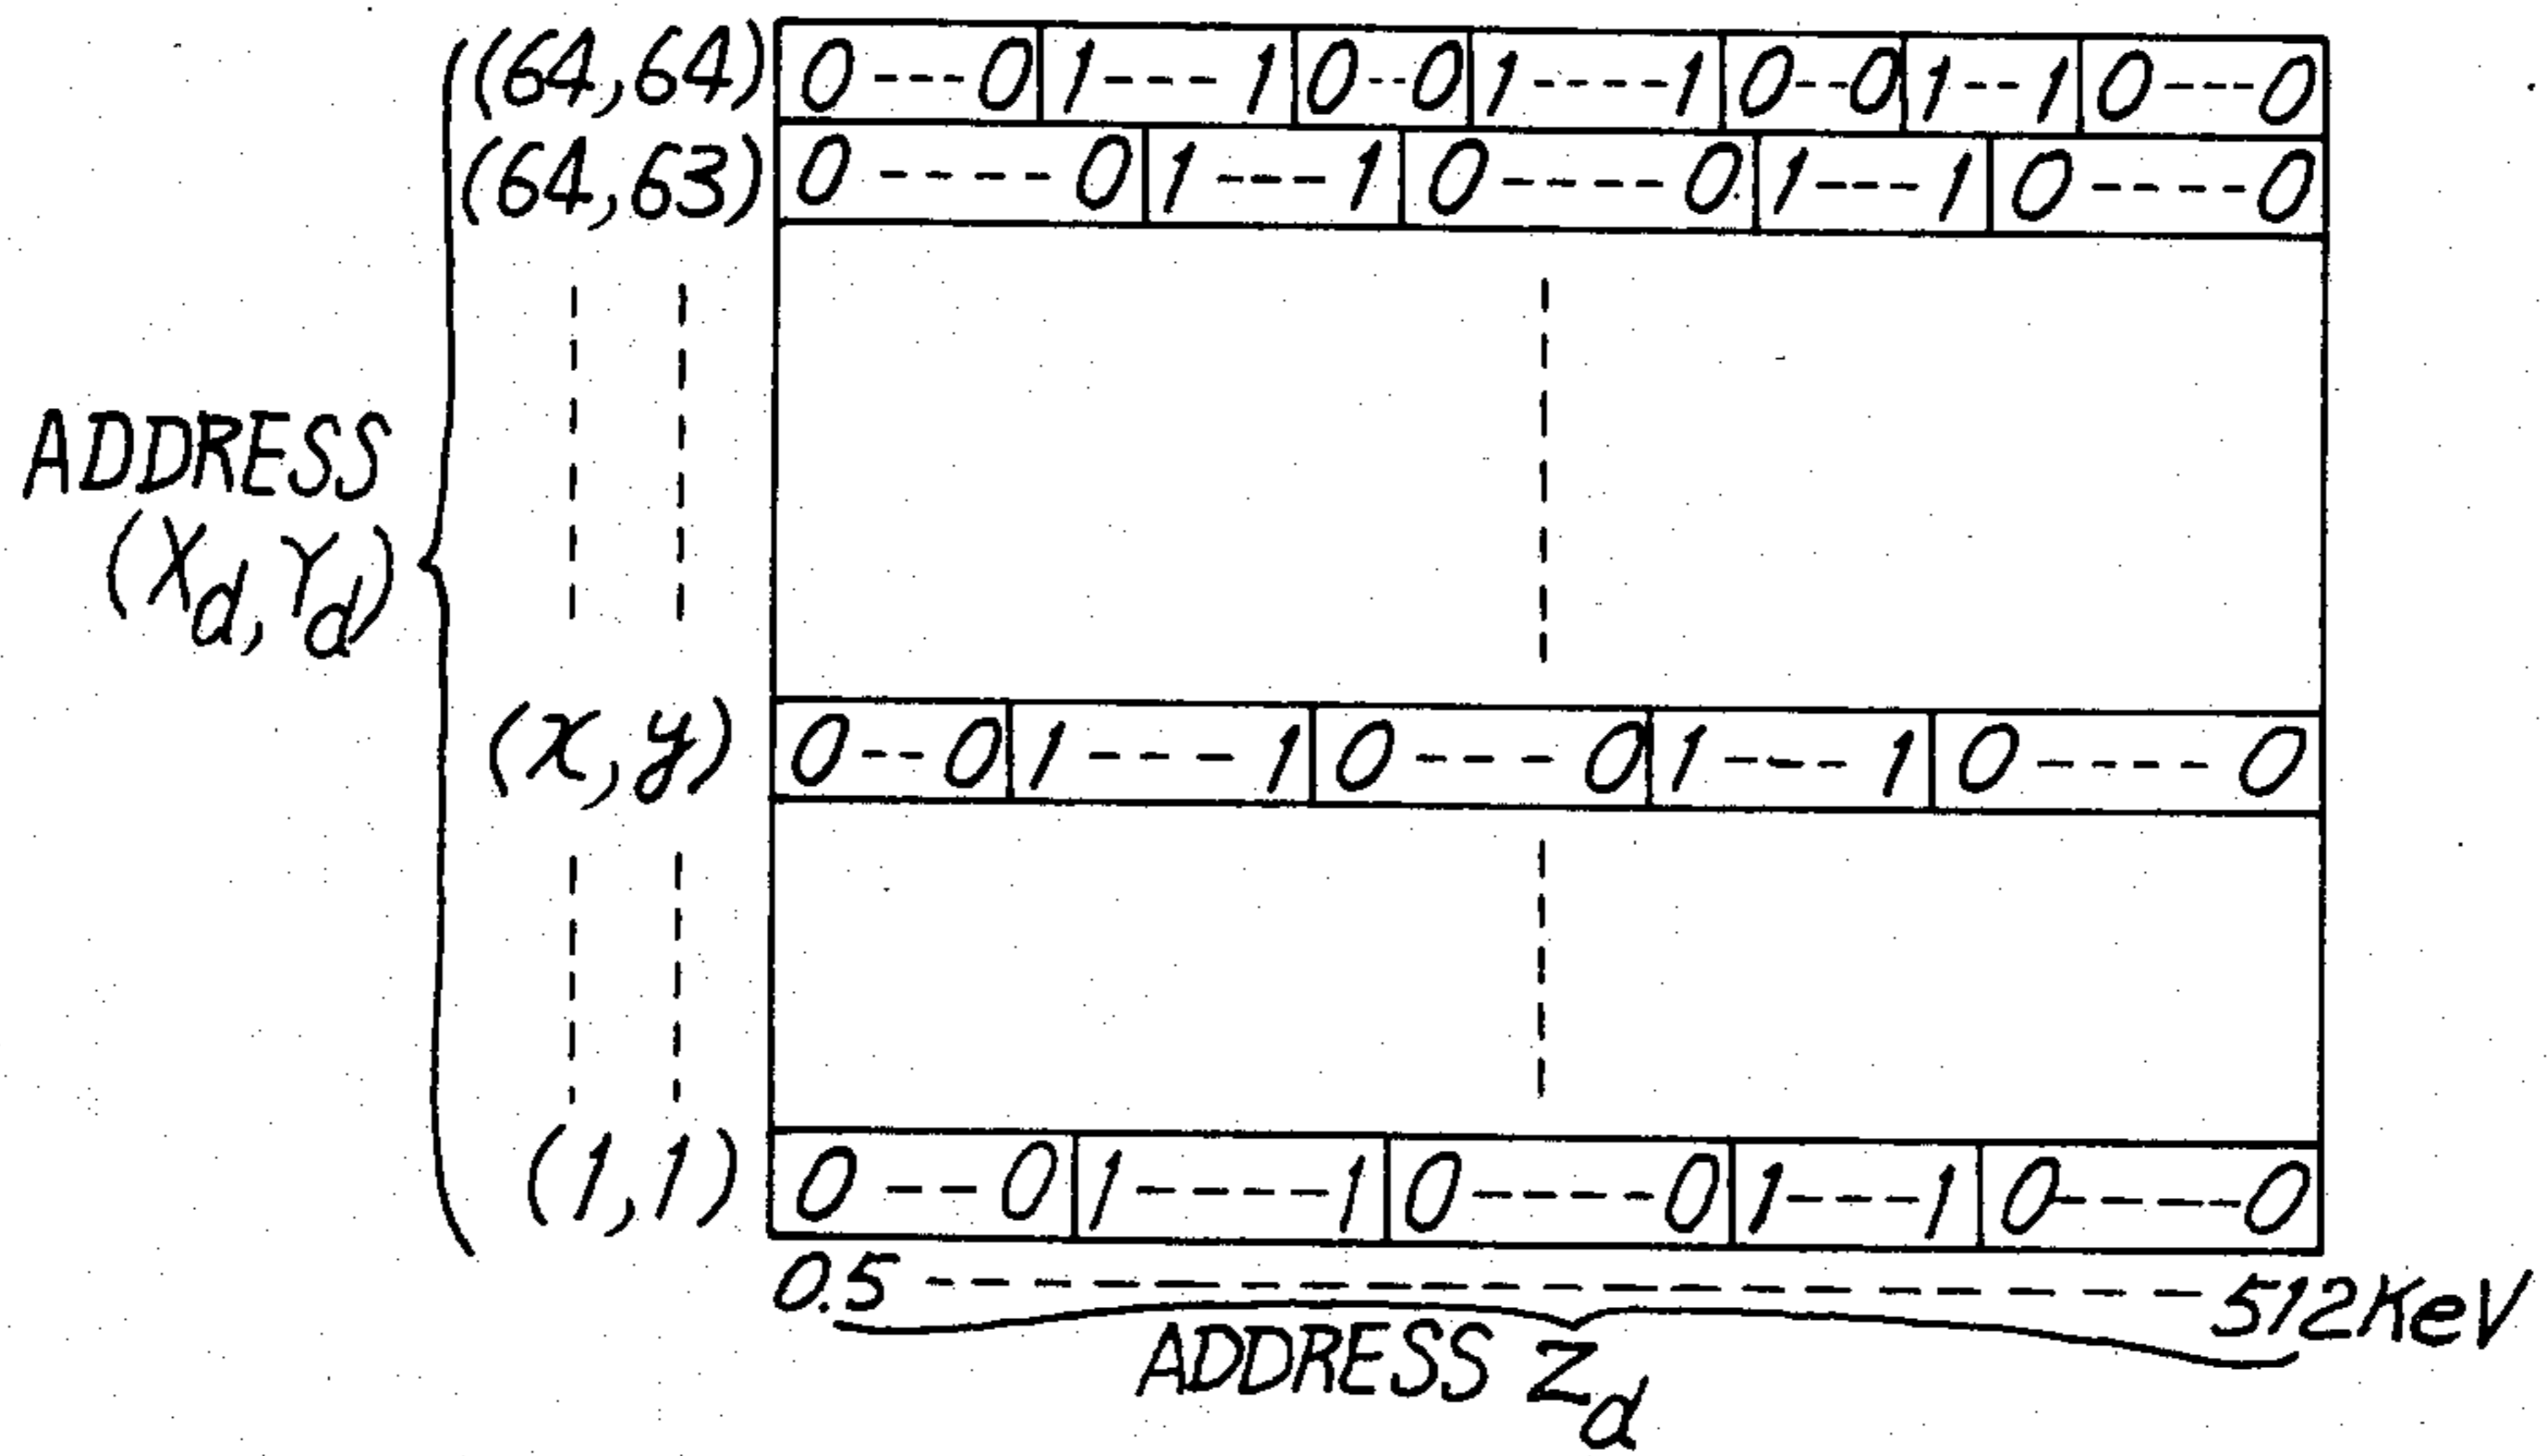 (64,64) 0---0 1---1 0--0 1----1 0--0 1--1 0---0
(64,63) 0----0 1---1 0----0 1---1 0----0
ADDRESS
(Xd,Yd)
(x,y) 0--0 1---1 0----0 1---1 0----0
(1,1) 0---0 1----1 0----0 1---1 0----0
0.5 ---- 512KeV
ADDRESS Zd